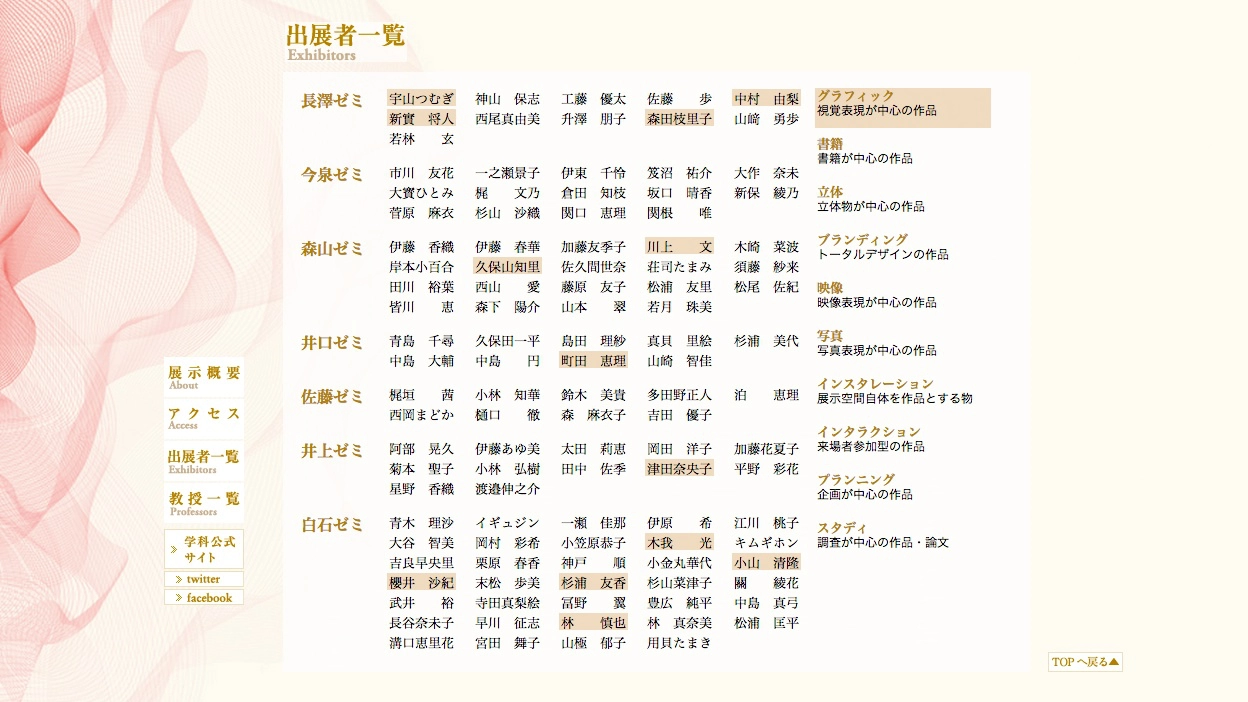 出展者一覧
Exhibitors
長澤ゼミ 宇山つむぎ 神山 保志 工藤 優太 佐藤 歩 中村 由梨
新實 将人 西尾真由美 升澤 朋子 森田枝里子 山﨑 勇歩
若林 玄
今泉ゼミ 市川 友花 一之瀬景子 伊東 千怜 笈沼 祐介 大作 奈未
大寳ひとみ 梶 文乃 倉田 知枝 坂口 晴香 新保 綾乃
菅原 麻衣 杉山 沙織 関口 恵理 関根 唯
森山ゼミ 伊藤 香織 伊藤 春華 加藤友季子 川上 文 木崎 菜波
岸本小百合 久保山知里 佐久間世奈 荘司たまみ 須藤 紗来
田川 裕葉 西山 愛 藤原 友子 松浦 友里 松尾 佐紀
皆川 恵 森下 陽介 山本 翠 若月 珠美
井口ゼミ 青島 千尋 久保田一平 島田 理紗 真貝 里絵 杉浦 美代
中島 大輔 中島 円 町田 恵理 山崎 智佳
佐藤ゼミ 梶垣 茜 小林 知華 鈴木 美貴 多田野正人 泊 恵理
西岡まどか 樋口 徹 森 麻衣子 吉田 優子
井上ゼミ 阿部 晃久 伊藤あゆ美 太田 莉恵 岡田 洋子 加藤花夏子
菊本 聖子 小林 弘樹 田中 佐季 津田奈央子 平野 彩花
星野 香織 渡邉伸之介
白石ゼミ 青木 理沙 イギュジン 一瀬 佳那 伊原 希 江川 桃子
大谷 智美 岡村 彩希 小笠原恭子 木我 光 キムギホン
吉良早央里 栗原 春香 神戸 順 小金丸華代 小山 清隆
櫻井 沙紀 末松 歩美 杉浦 友香 杉山菜津子 關 綾花
武井 裕 寺田真梨絵 冨野 翼 豊広 純平 中島 真弓
長谷奈未子 早川 征志 林 慎也 林 真奈美 松浦 匡平
溝口恵里花 宮田 舞子 山極 郁子 用貝たまき
グラフィック
視覚表現が中心の作品
書籍
書籍が中心の作品
立体
立体物が中心の作品
ブランディング
トータルデザインの作品
映像
映像表現が中心の作品
写真
写真表現が中心の作品
インスタレーション
展示空間自体を作品とする物
インタラクション
来場者参加型の作品
プランニング
企画が中心の作品
スタディ
調査が中心の作品・論文
展示概要
About
アクセス
Access
出展者一覧
Exhibitors
教授一覧
Professors
学科公式
サイト
twitter
facebook
TOPへ戻る▲